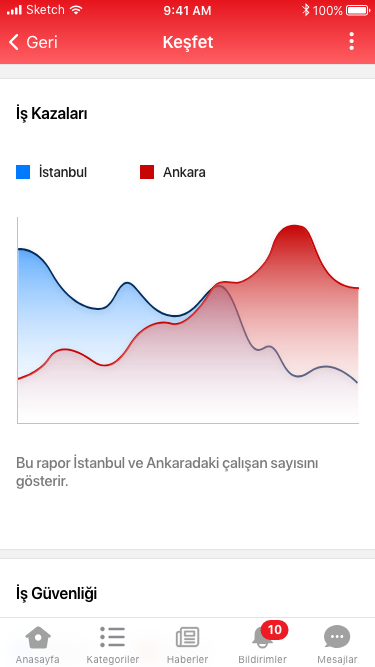 Sketch 9:41 AM 100%
Geri Keşfet
İş Kazaları
İstanbul Ankara
Bu rapor İstanbul ve Ankaradaki çalışan sayısını
gösterir.
İş Güvenliği
10
Anasayfa Kategoriler Haberler Bildirimler Mesajlar